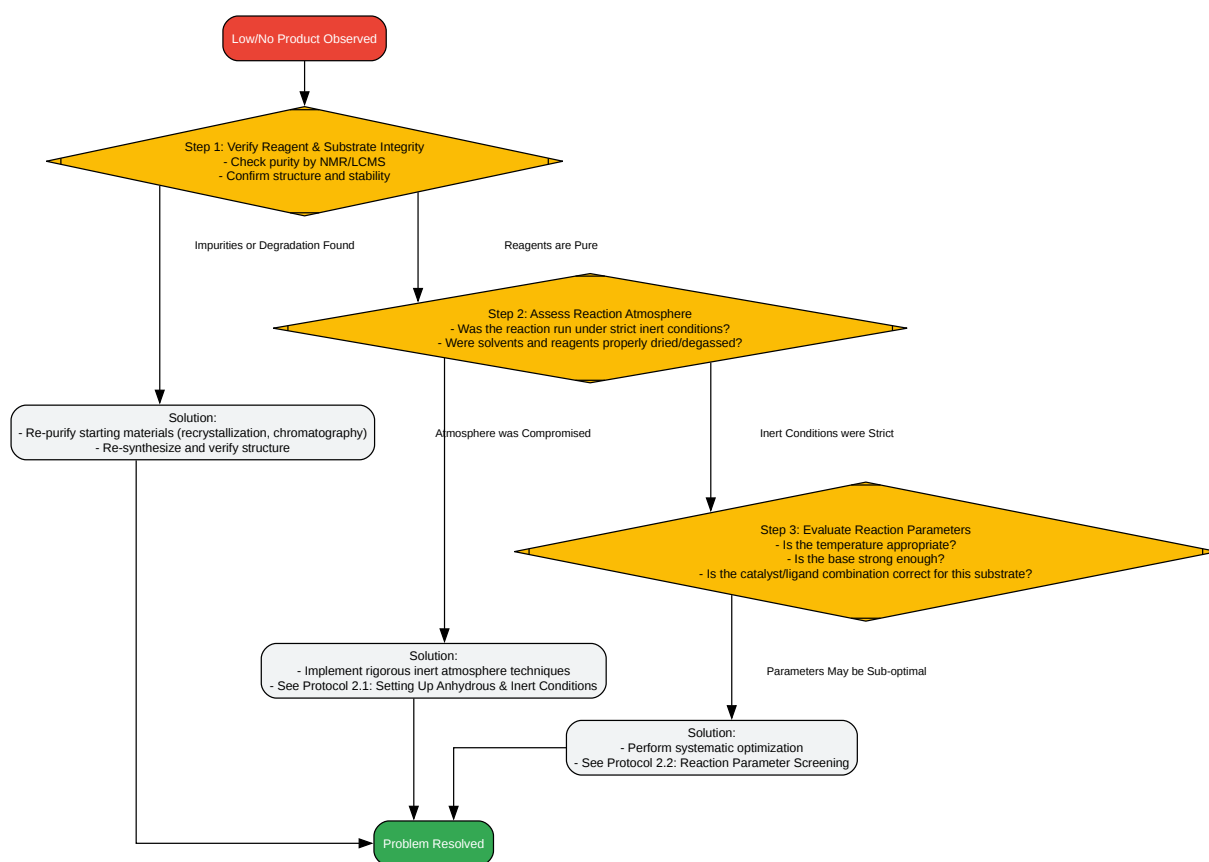 Low/No Product Observed
Step 1: Verify Reagent & Substrate Integrity
- Check purity by NMR/LCMS
- Confirm structure and stability
Impurities or Degradation Found
Reagents are Pure
Step 2: Assess Reaction Atmosphere
- Was the reaction run under strict inert conditions?
- Were solvents and reagents properly dried/degassed?
Solution:
- Re-purify starting materials (recrystallization, chromatography)
- Re-synthesize and verify structure
Atmosphere was Compromised
Inert Conditions were Strict
Step 3: Evaluate Reaction Parameters
- Is the temperature appropriate?
- Is the base strong enough?
- Is the catalyst/ligand combination correct for this substrate?
Solution:
- Implement rigorous inert atmosphere techniques
- See Protocol 2.1: Setting Up Anhydrous & Inert Conditions
Parameters May be Sub-optimal
Solution:
- Perform systematic optimization
- See Protocol 2.2: Reaction Parameter Screening
Problem Resolved